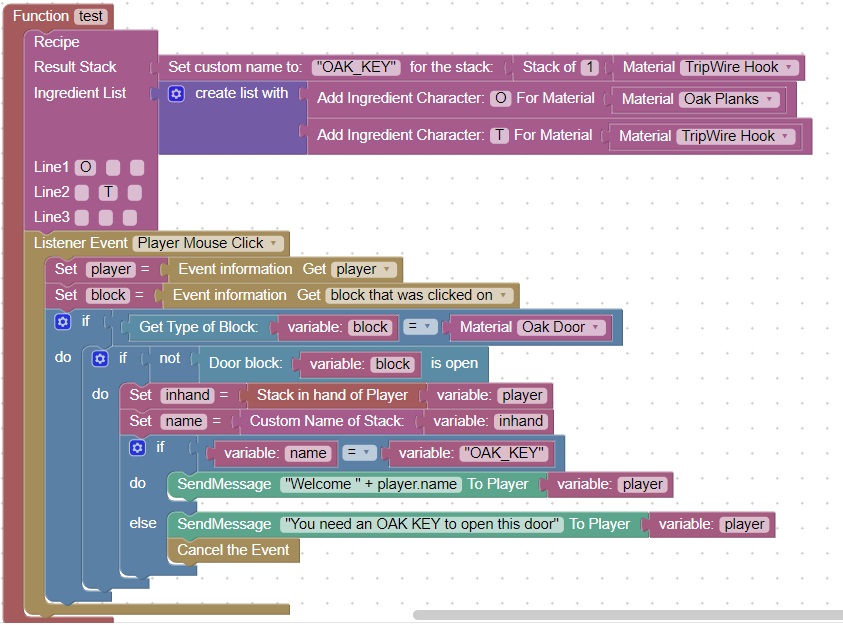 Function test
Recipe
Result Stack Set custom name to: "OAK_KEY" for the stack: Stack of 1 Material TripWire Hook
Ingredient List create list with Add Ingredient Character: O For Material Material Oak Planks
Add Ingredient Character: T For Material Material TripWire Hook
Line1 O
Line2 T
Line3
Listener Event Player Mouse Click
Set player = Event information Get player
Set block = Event information Get block that was clicked on
if Get Type of Block: variable: block = Material Oak Door
do if not Door block: variable: block is open
do Set inhand = Stack in hand of Player variable: player
Set name = Custom Name of Stack: variable: inhand
if variable: name = variable: "OAK_KEY"
do SendMessage "Welcome " + player.name To Player variable: player
else SendMessage "You need an OAK KEY to open this door" To Player variable: player
Cancel the Event